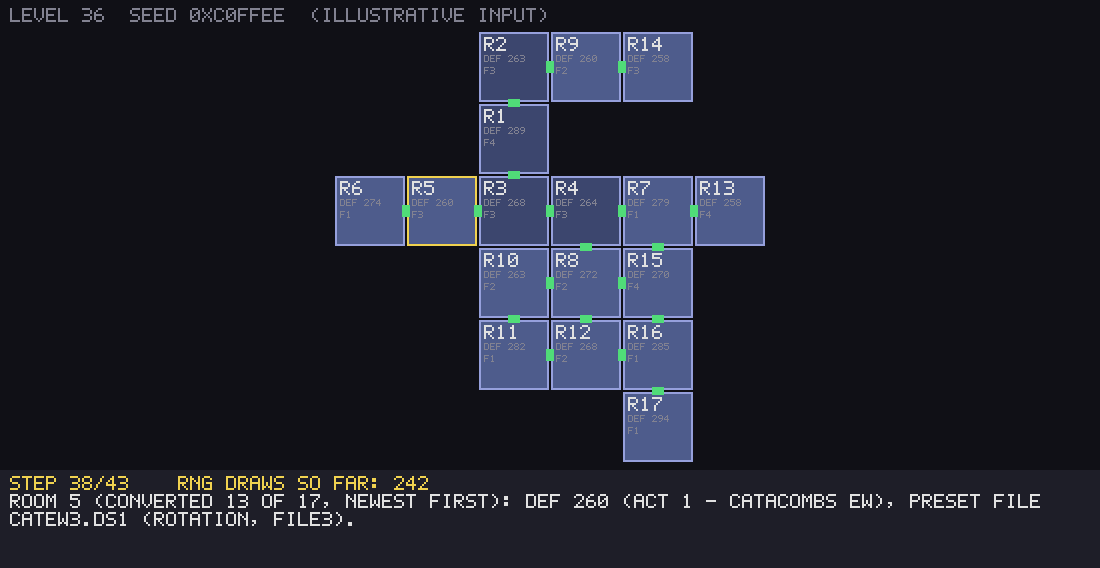 LEVEL 36 SEED 0XC0FFEE (ILLUSTRATIVE INPUT)
R2 R9 R14
DEF 263 DEF 260 DEF 258
F3 F2 F3
R1
DEF 289
F4
R6 R5 R3 R4 R7 R13
DEF 274 DEF 260 DEF 268 DEF 264 DEF 279 DEF 258
F1 F3 F3 F3 F1 F4
R10 R8 R15
DEF 263 DEF 272 DEF 270
F2 F2 F4
R11 R12 R16
DEF 282 DEF 268 DEF 285
F1 F2 F1
R17
DEF 294
F1
STEP 38/43 RNG DRAWS SO FAR: 242
ROOM 5 (CONVERTED 13 OF 17, NEWEST FIRST): DEF 260 (ACT 1 - CATACOMBS EW), PRESET FILE
CATEW3.DS1 (ROTATION, FILE3).